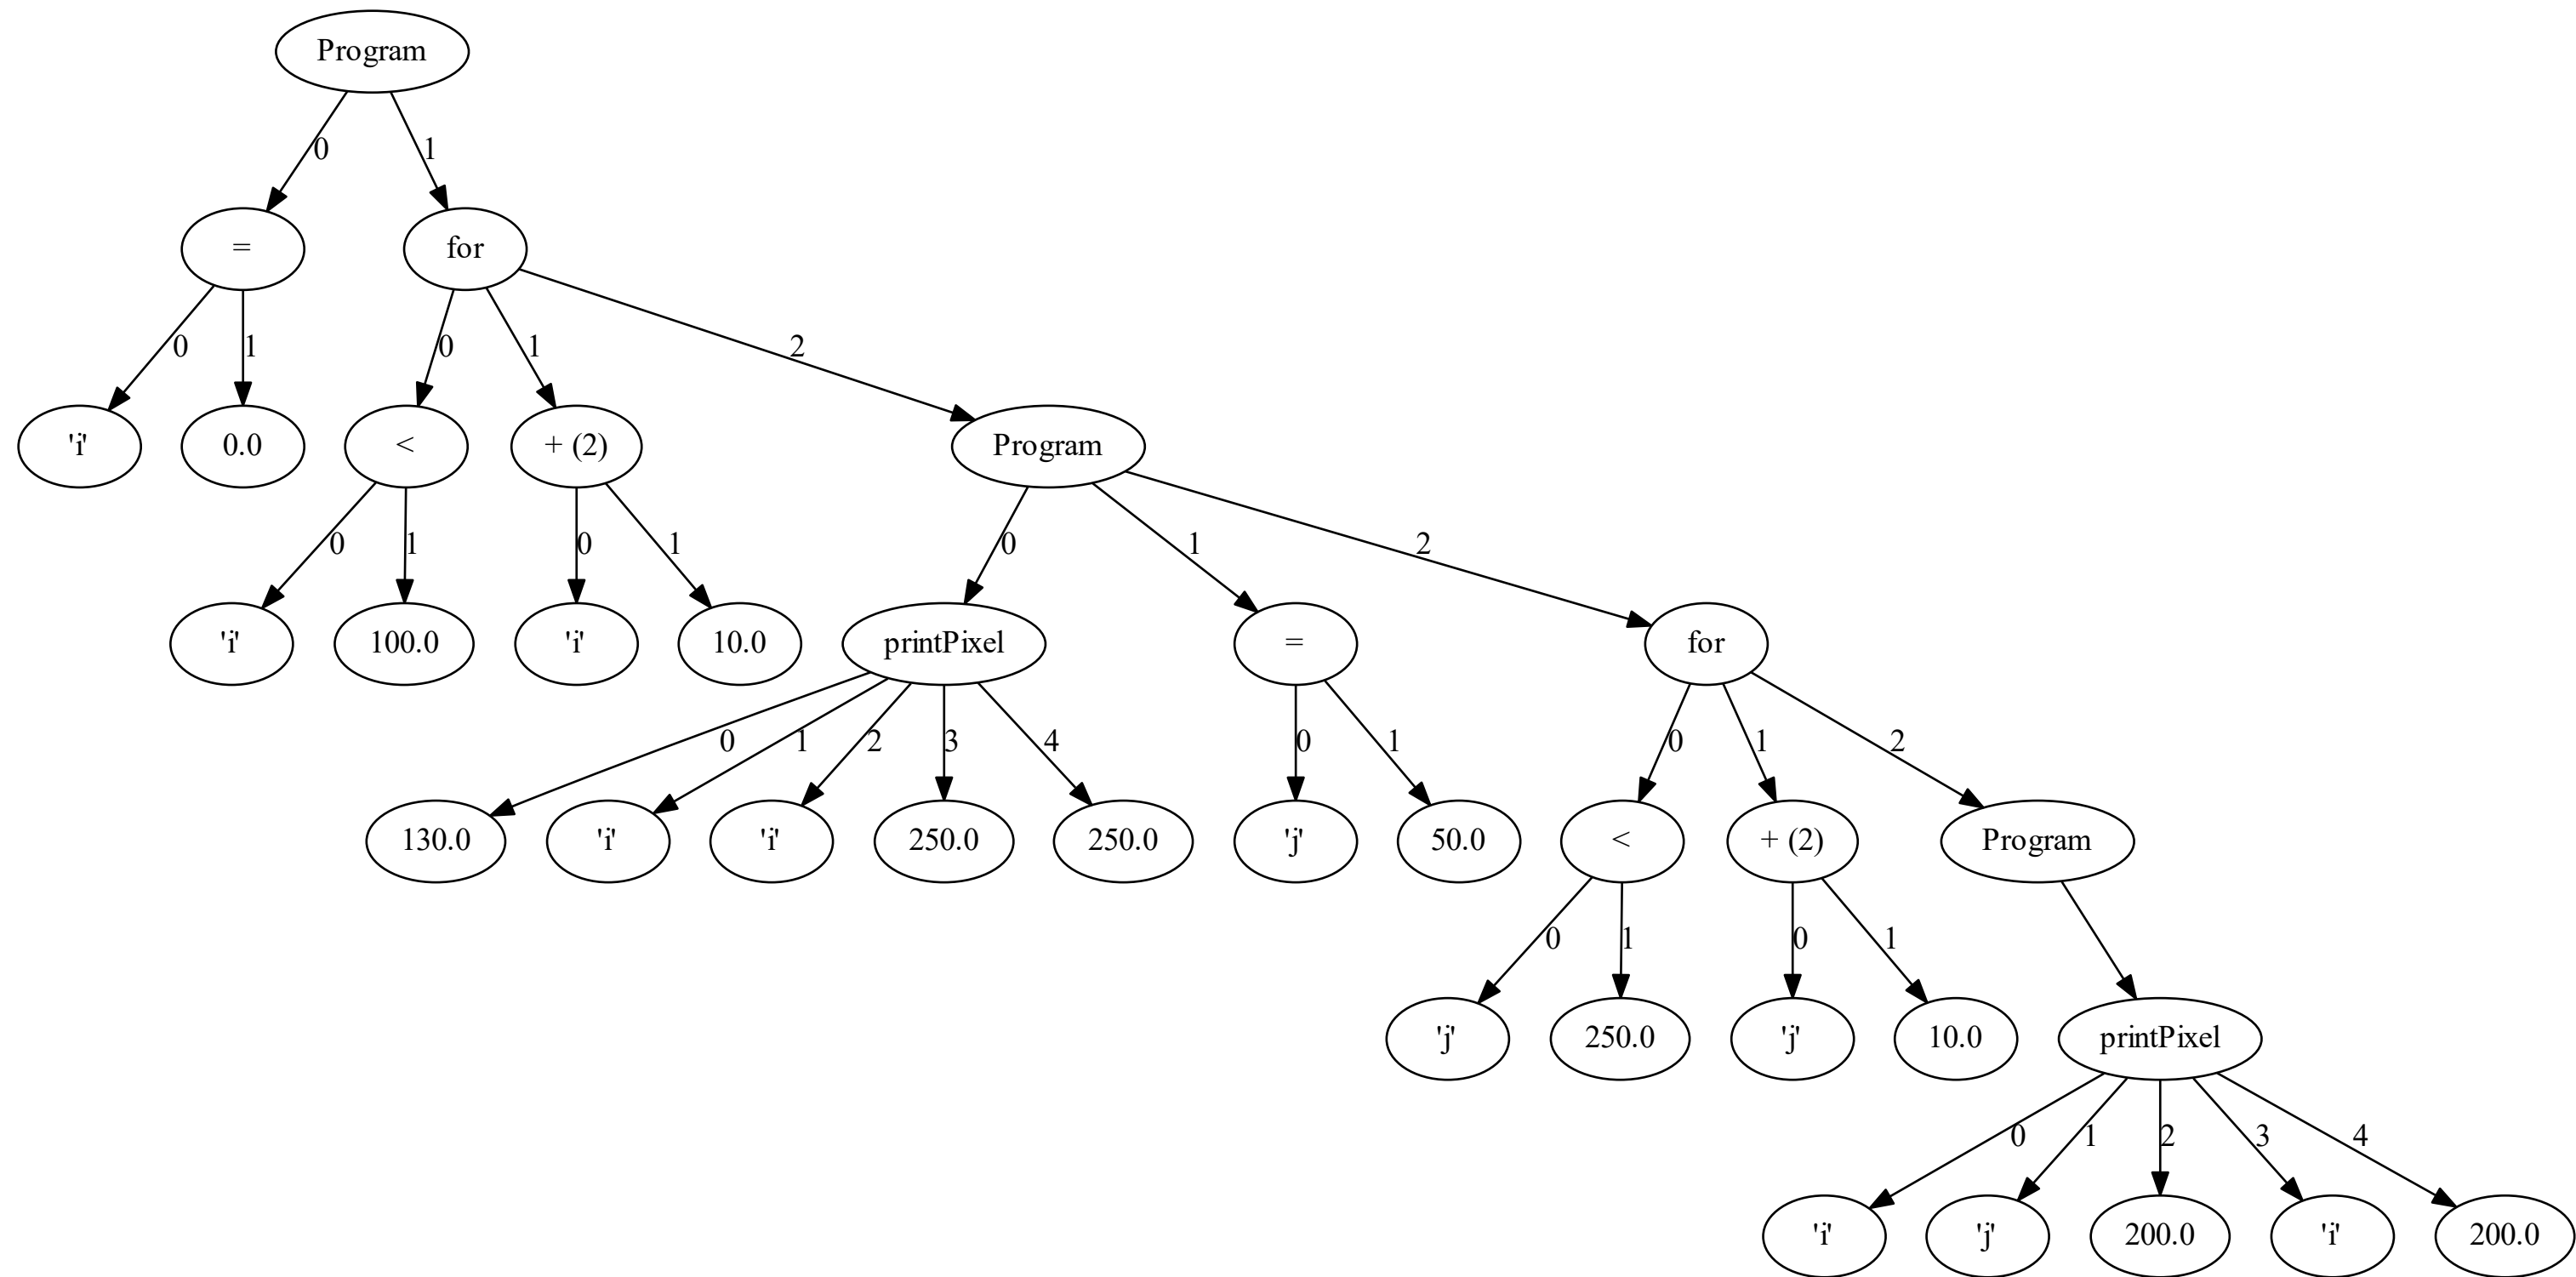 Program
0 1
= for
0 1 0 1 2
'i' 0.0 < + (2) Program
0 1 0 1 0 1 2
'i' 100.0 'i' 10.0 printPixel = for
0 1 2 3 4 0 1 0 1 2
130.0 'i' 'i' 250.0 250.0 'j' 50.0 < + (2) Program
0 1 0 1
'j' 250.0 'j' 10.0 printPixel
0 1 2 3 4
'i' 'j' 200.0 'i' 200.0